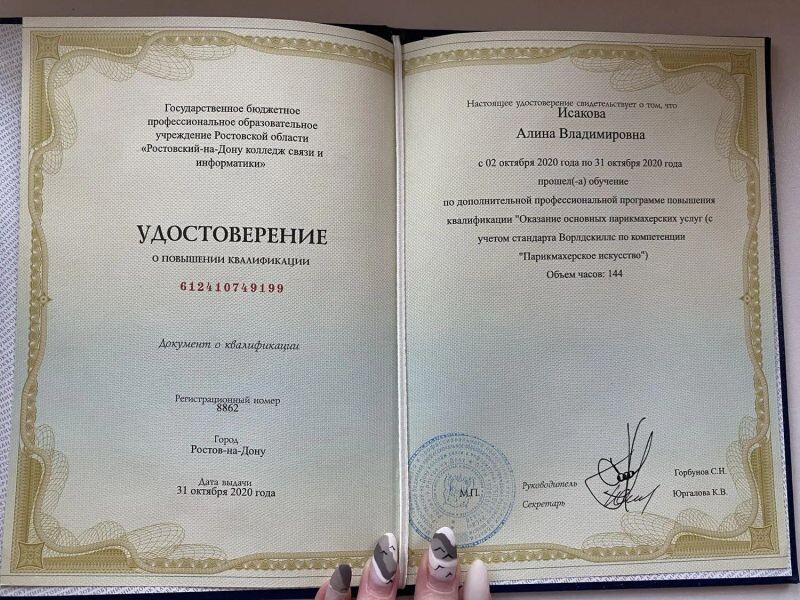 Государственное бюджетное
профессиональное образовательное
учреждение Ростовской области
«Ростовский-на-Дону колледж связи и
информатики»
УДОСТОВЕРЕНИЕ
О ПОВЫШЕНИИ КВАЛИФИКАЦИИ
612410749199
Документ о квалификации
Регистрационный номер
8862
Город
Ростов-на-Дону
Дата выдачи
31 октября 2020 года
Настоящее удостоверение свидетельствует о том, что
Исакова
Алина Владимировна
с 02 октября 2020 года по 31 октября 2020 года
прошел(-а) обучение
по дополнительной профессиональной программе повышения
квалификации "Оказание основных парикмахерских услуг (с
учетом стандарта Ворлдскиллс по компетенции
"Парикмахерское искусство")
Объем часов: 144
М.П.
Руководитель
Горбунов С.Н.
Секретарь
Юргалова К.В.